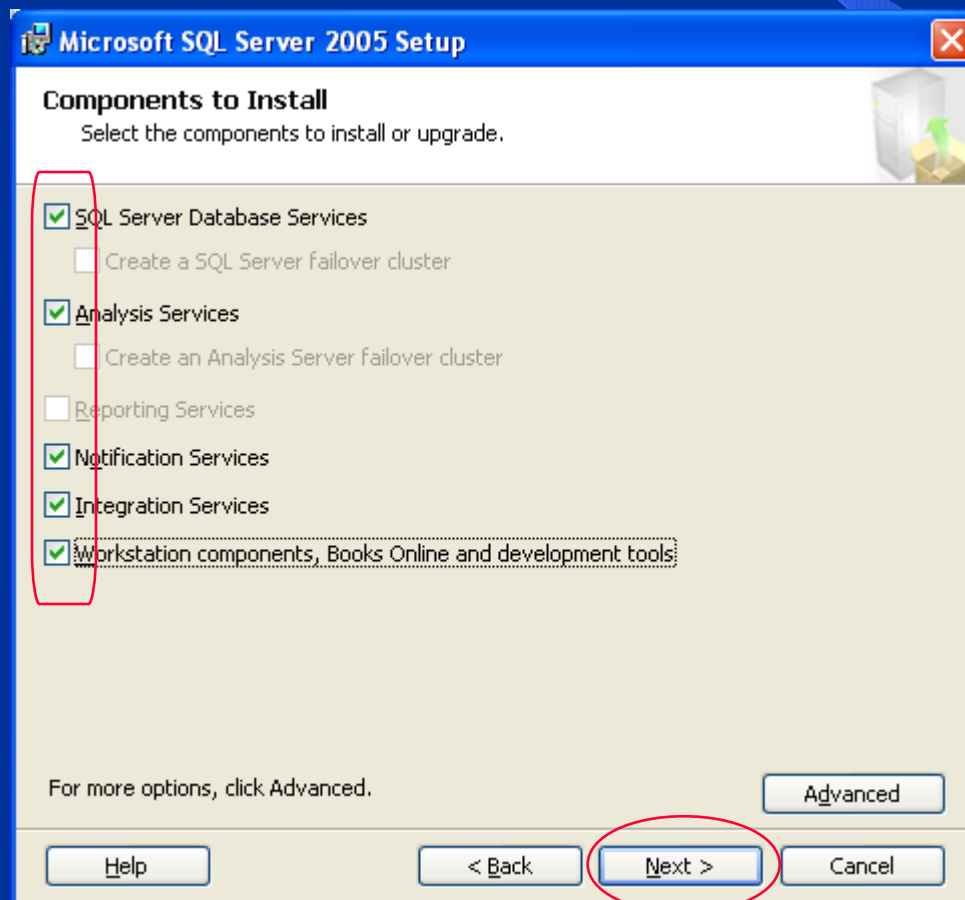 Microsoft SQL Server 2005 Setup
Components to Install
Select the components to install or upgrade.
SQL Server Database Services
Create a SQL Server failover cluster
Analysis Services
Create an Analysis Server failover cluster
Reporting Services
Notification Services
Integration Services
Workstation components, Books Online and development tools
For more options, click Advanced.
Advanced
Help
< Back
Next >
Cancel